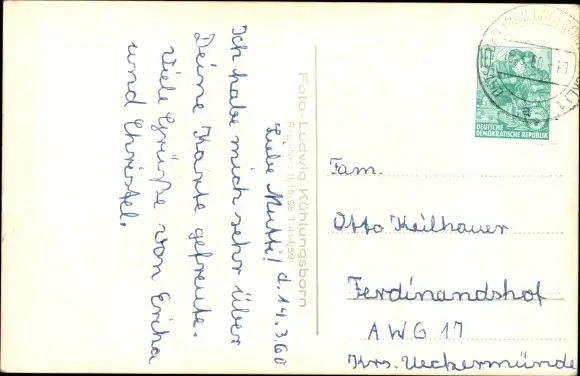 Liebe Mutti! d. 14.3.60
Ich habe mich sehr über
Deine Karte gefreut.
Viele Grüße von Erika
und Christel.
Foto-Ludwig Kühlungsborn
DEUTSCHE
DEMOKRATISCHE REPUBLIK
Fam.
Otto Keilhauer
Ferdinandshof
AWG 17
Krs. Ueckermünde